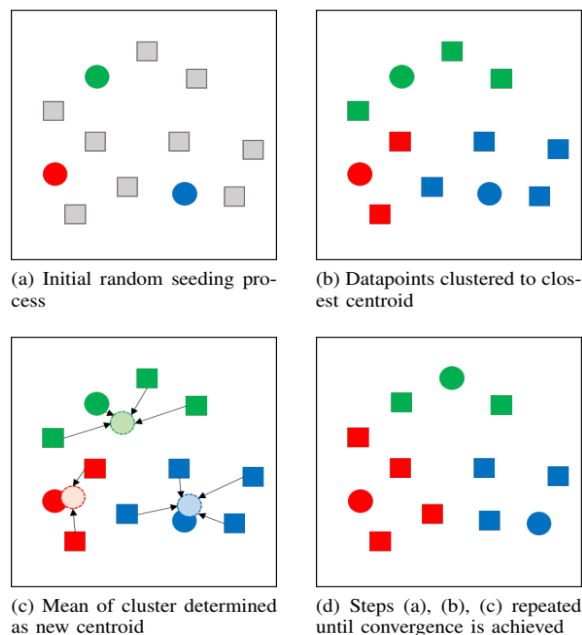 (a) Initial random seeding pro-
cess
(b) Datapoints clustered to clos-
est centroid
(c) Mean of cluster determined
as new centroid
(d) Steps (a), (b), (c) repeated
until convergence is achieved